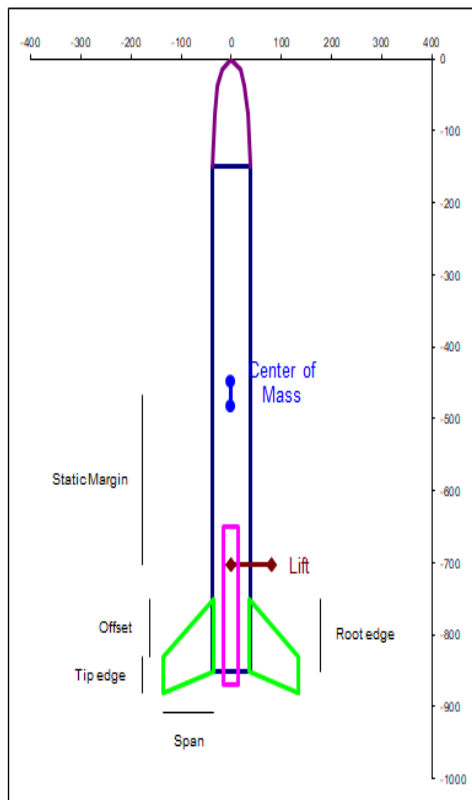 -400 -300 -200 -100 0 100 200 300 400
0
-100
-200
-300
-400
Center of
Mass
-500
Static Margin
-600
-700
Lift
Offset
Root edge
-800
Tip edge
-900
Span
-1000